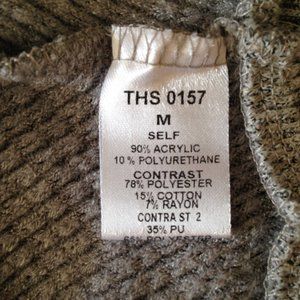 THS 0157
M
SELF
90% ACRYLIC
10% POLYURETHANE
CONTRAST
78% POLYESTER
15% COTTON
7% RAYON
CONTRA ST 2
35% PU